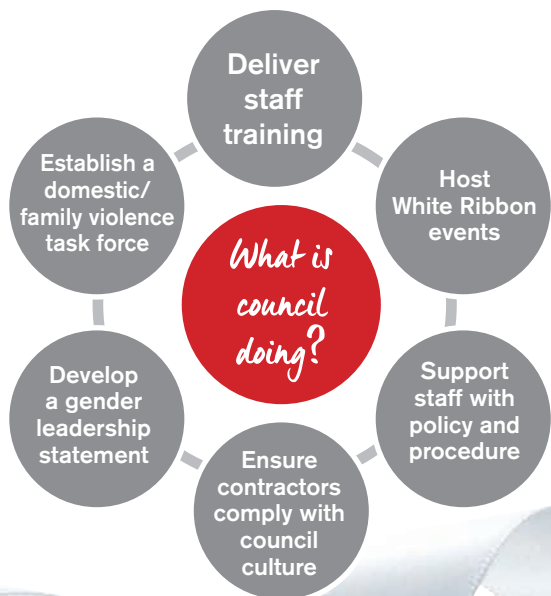 What is
council
doing?
Deliver
staff
training
Host
White Ribbon
events
Support
staff with
policy and
procedure
Ensure
contractors
comply with
council
culture
Develop
a gender
leadership
statement
Establish a
domestic/
family violence
task force